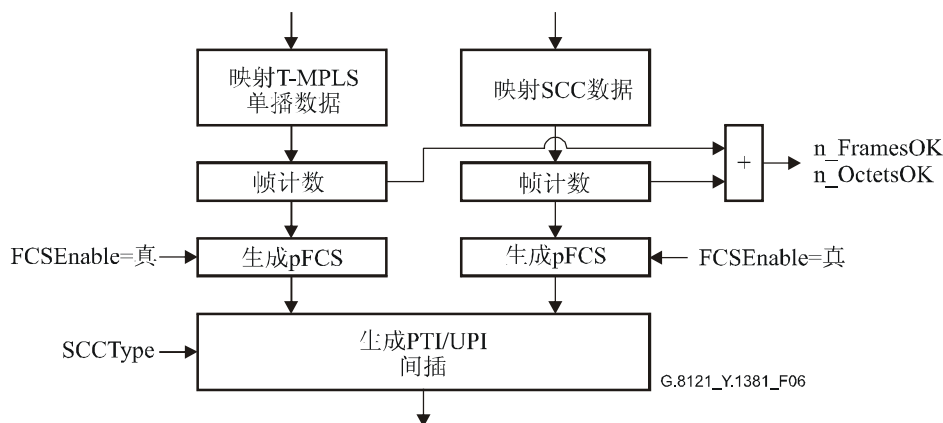 映射T-MPLS
单播数据
映射SCC数据
+
n_FramesOK
n_OctetsOK
帧计数
帧计数
FCSEnable=真
生成pFCS
生成pFCS
FCSEnable=真
SCCType
生成PTI/UPI
间插
G.8121_Y.1381_F06